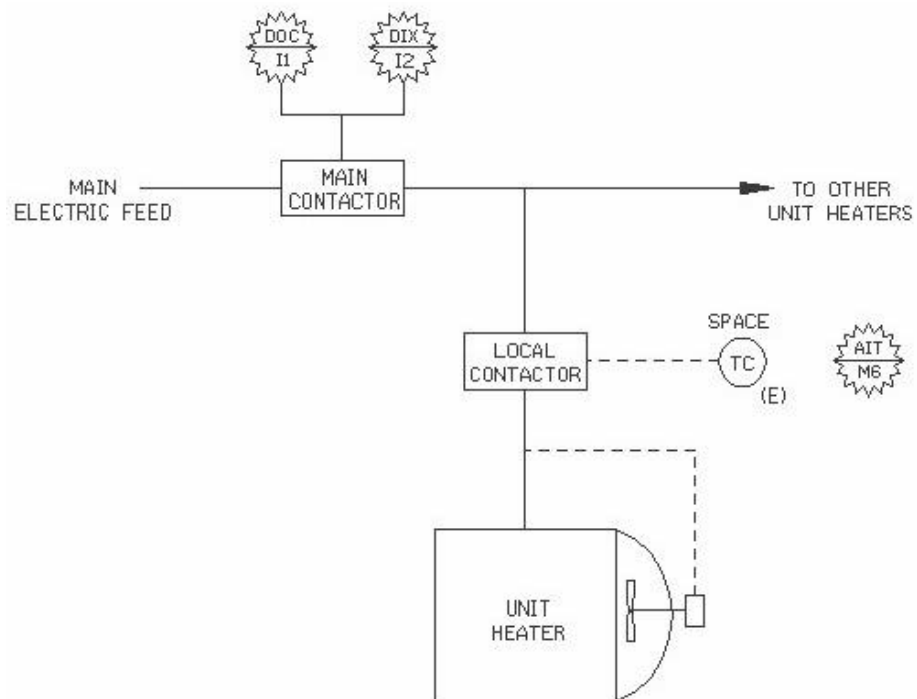 DOC
I1
DIX
I2
MAIN
ELECTRIC FEED
MAIN
CONTACTOR
TO OTHER
UNIT HEATERS
SPACE
LOCAL
CONTACTOR
TC
(E)
AIT
M6
UNIT
HEATER